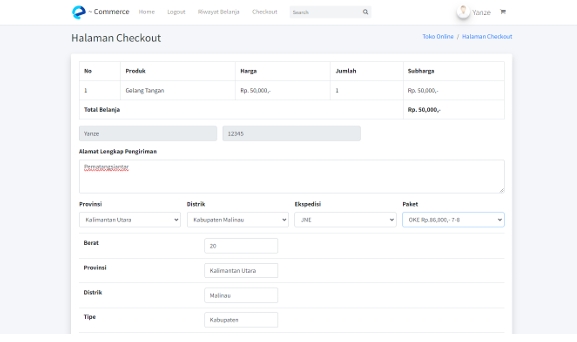 ~ Commerce Home Logout Riwayat Belanja Checkout Search Yanze
Halaman Checkout Toko Online / Halaman Checkout
No Produk Harga Jumlah Subharga
1 Gelang Tangan Rp. 50,000,- 1 Rp. 50,000,-
Total Belanja Rp. 50,000,-
Yanze 12345
Alamat Lengkap Pengiriman
Pematangsiantar
Provinsi Distrik Ekspedisi Paket
Kalimantan Utara Kabupaten Malinau JNE OKE Rp.86,000,- 7-8
Berat 20
Provinsi Kalimantan Utara
Distrik Malinau
Tipe Kabupaten